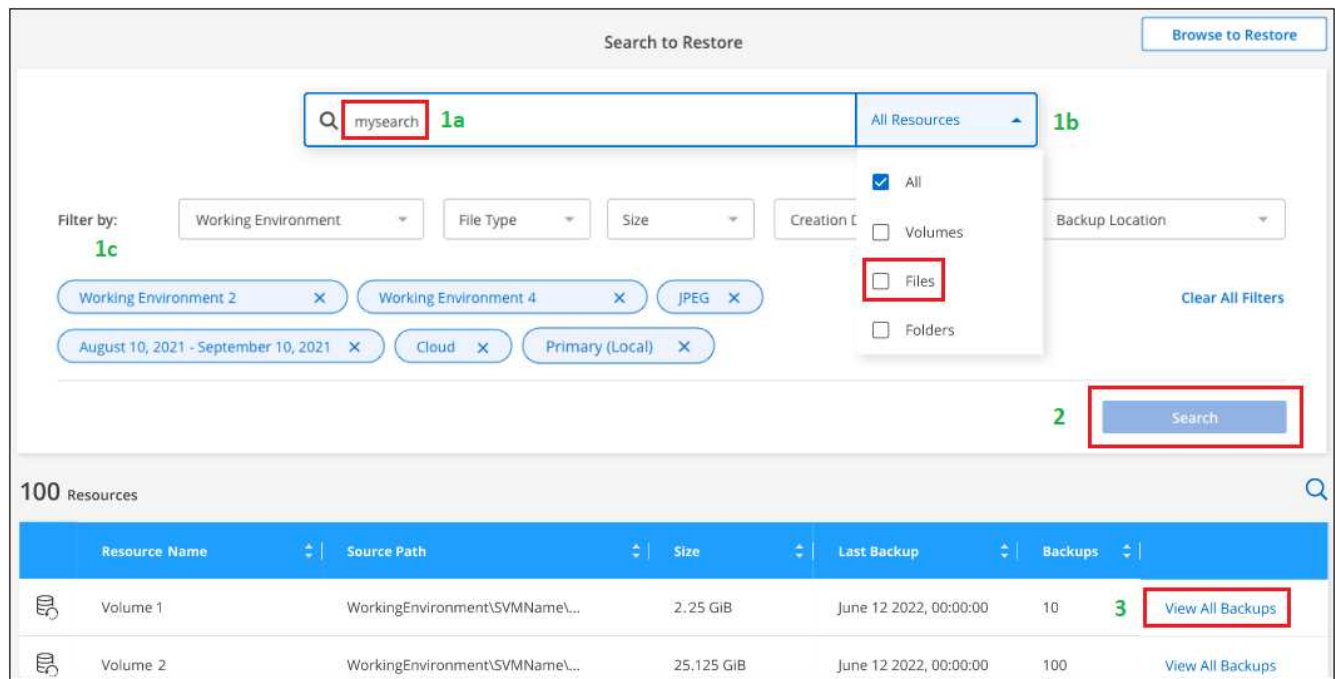 Search to Restore
Browse to Restore
mysearch
1a
All Resources
1b
All
Volumes
Files
Folders
Filter by:
Working Environment
File Type
Size
Creation D
Backup Location
1c
Working Environment 2 ×
Working Environment 4 ×
JPEG ×
Clear All Filters
August 10, 2021 - September 10, 2021 ×
Cloud ×
Primary (Local) ×
2
Search
100 Resources
Resource Name Source Path Size Last Backup Backups
Volume 1 WorkingEnvironment\SVMName\... 2.25 GiB June 12 2022, 00:00:00 10 3 View All Backups
Volume 2 WorkingEnvironment\SVMName\... 25.125 GiB June 12 2022, 00:00:00 100 View All Backups